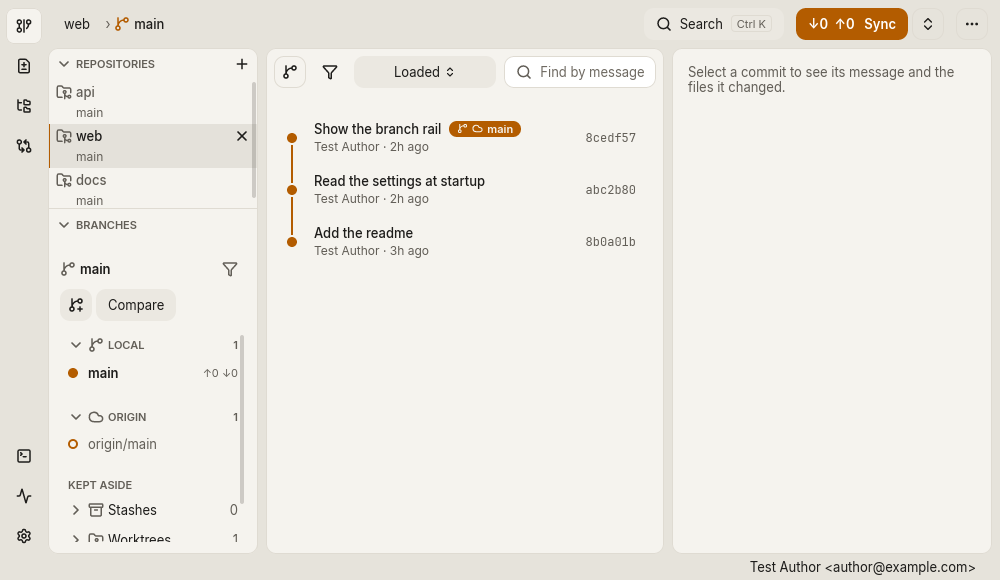 web › main
Search Ctrl K
↓0 ↑0 Sync
REPOSITORIES
api
main
web
main
docs
main
BRANCHES
main
Compare
LOCAL 1
main ↑0 ↓0
ORIGIN 1
origin/main
KEPT ASIDE
Stashes 0
Worktrees 1
Loaded
Find by message
Show the branch rail main
Test Author · 2h ago
8cedf57
Read the settings at startup
Test Author · 2h ago
abc2b80
Add the readme
Test Author · 3h ago
8b0a01b
Select a commit to see its message and the
files it changed.
Test Author <author@example.com>